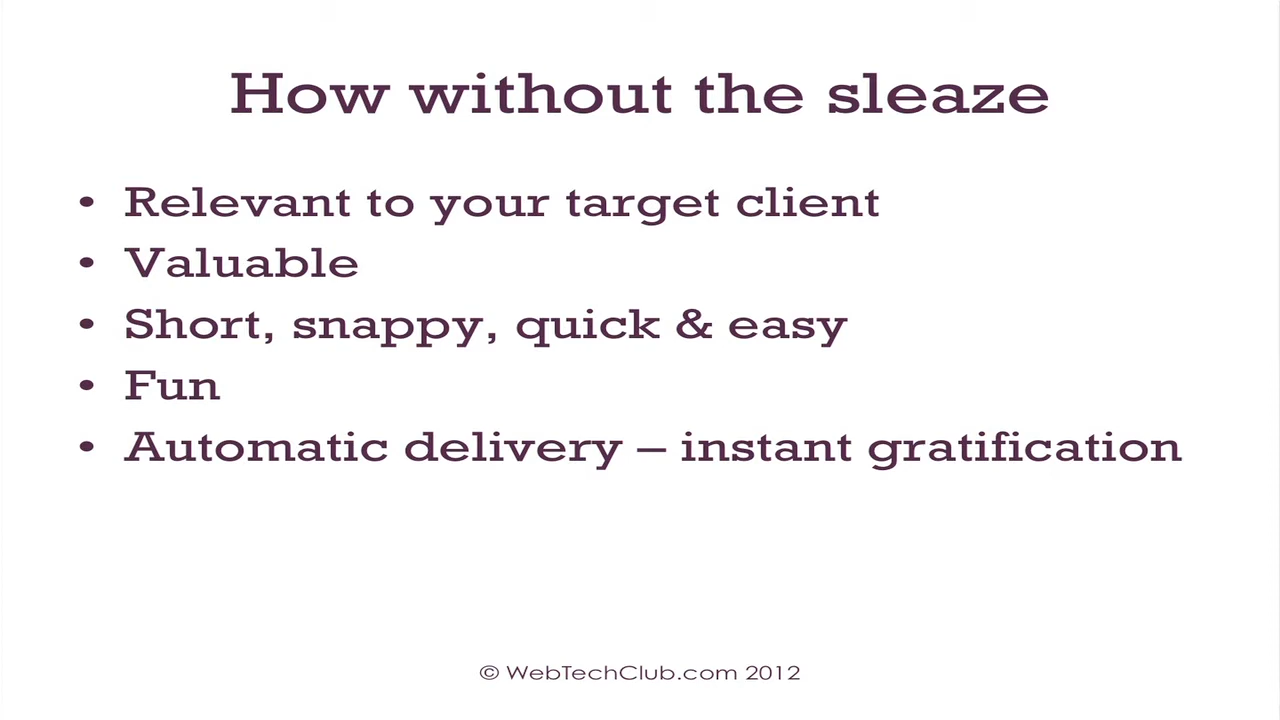 How without the sleaze
• Relevant to your target client
• Valuable
• Short, snappy, quick & easy
• Fun
• Automatic delivery – instant gratification
© WebTechClub.com 2012